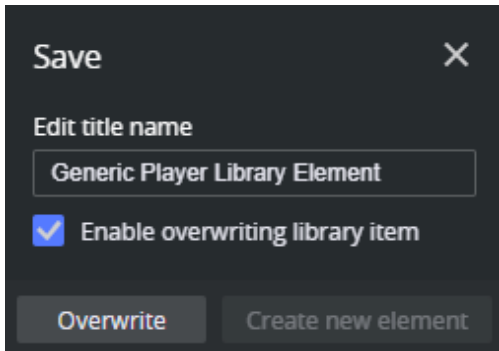 Save
Edit title name
Generic Player Library Element
Enable overwriting library item
Overwrite Create new element